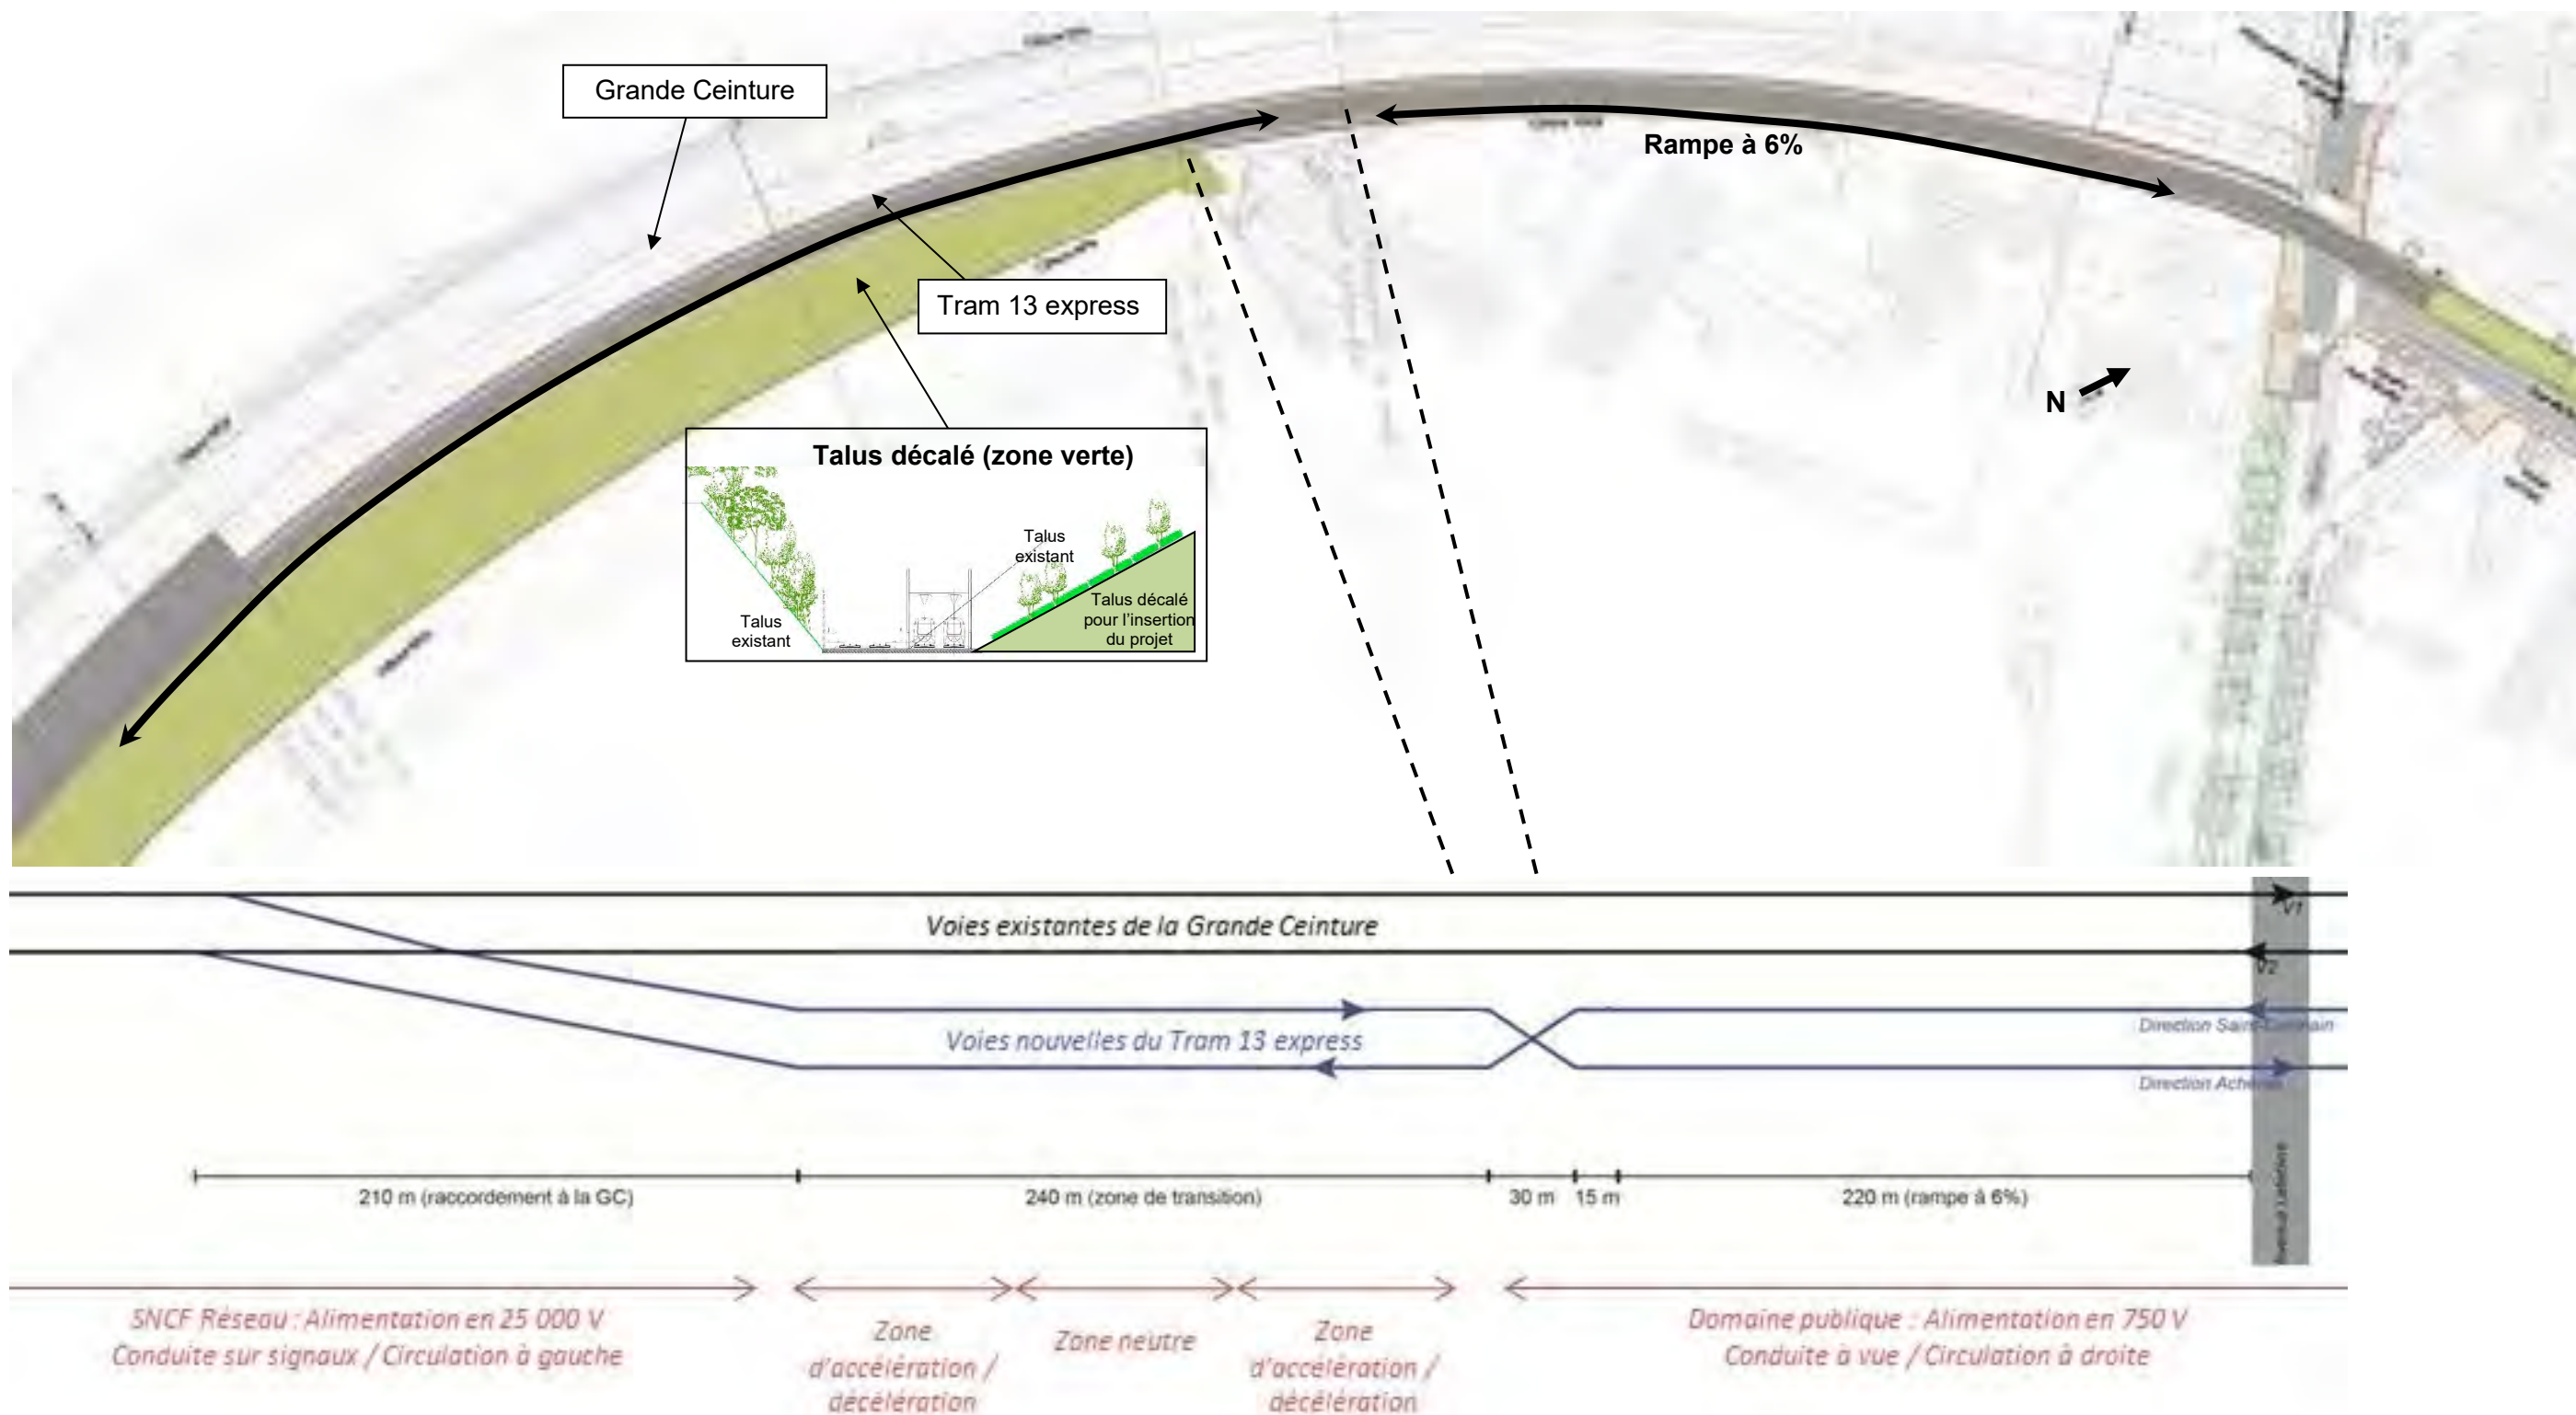 Grande Ceinture
Rampe à 6%
Tram 13 express
N
Talus décalé (zone verte)
Talus
existant
Talus décalé
pour l'insertion
du projet
Talus
existant
Voies existantes de la Grande Ceinture
V1
V2
Voies nouvelles du Tram 13 express
Direction Saint-Germain
Direction
210 m (raccordement à la GC)
240 m (zone de transition)
30 m
15 m
220 m (rampe à 6%)
SNCF Réseau : Alimentation en 25 000 V
Conduite sur signaux / Circulation à gauche
Zone
d'accélération /
décélération
Zone neutre
Zone
d'accélération /
décélération
Domaine publique : Alimentation en 750 V
Conduite à vue / Circulation à droite